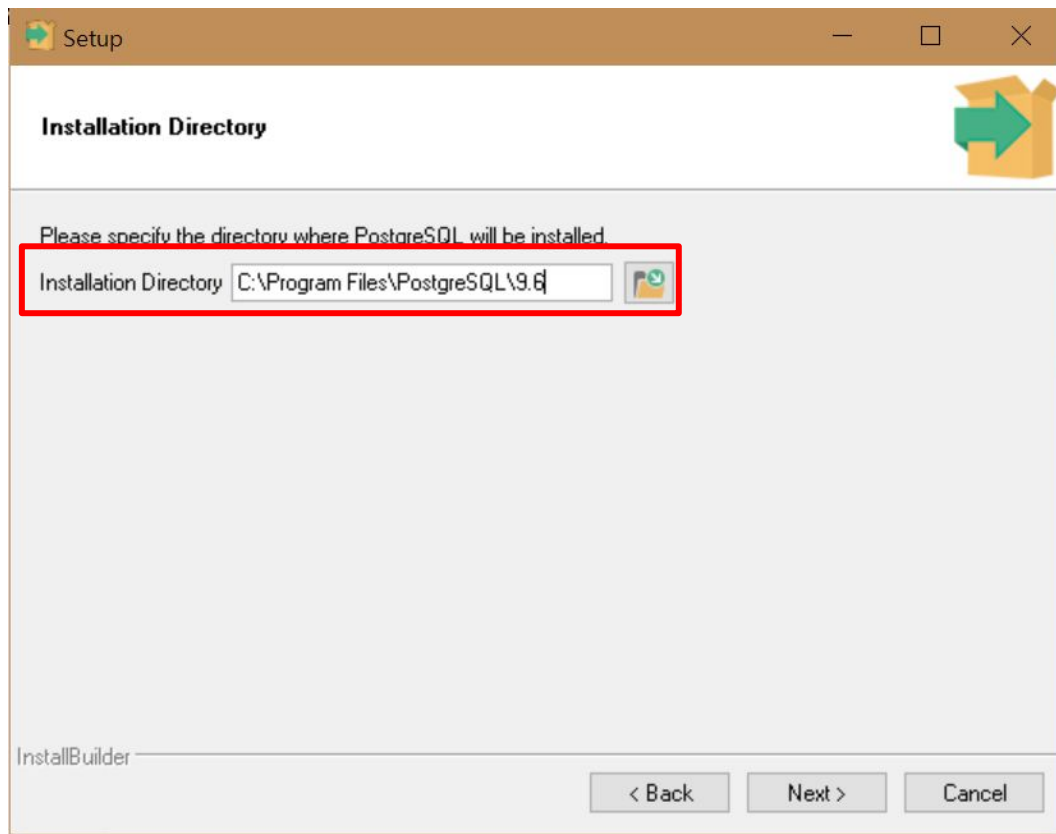 Setup
Installation Directory
Please specify the directory where PostgreSQL will be installed.
Installation Directory C:\Program Files\PostgreSQL\9.6
InstallBuilder
< Back Next > Cancel